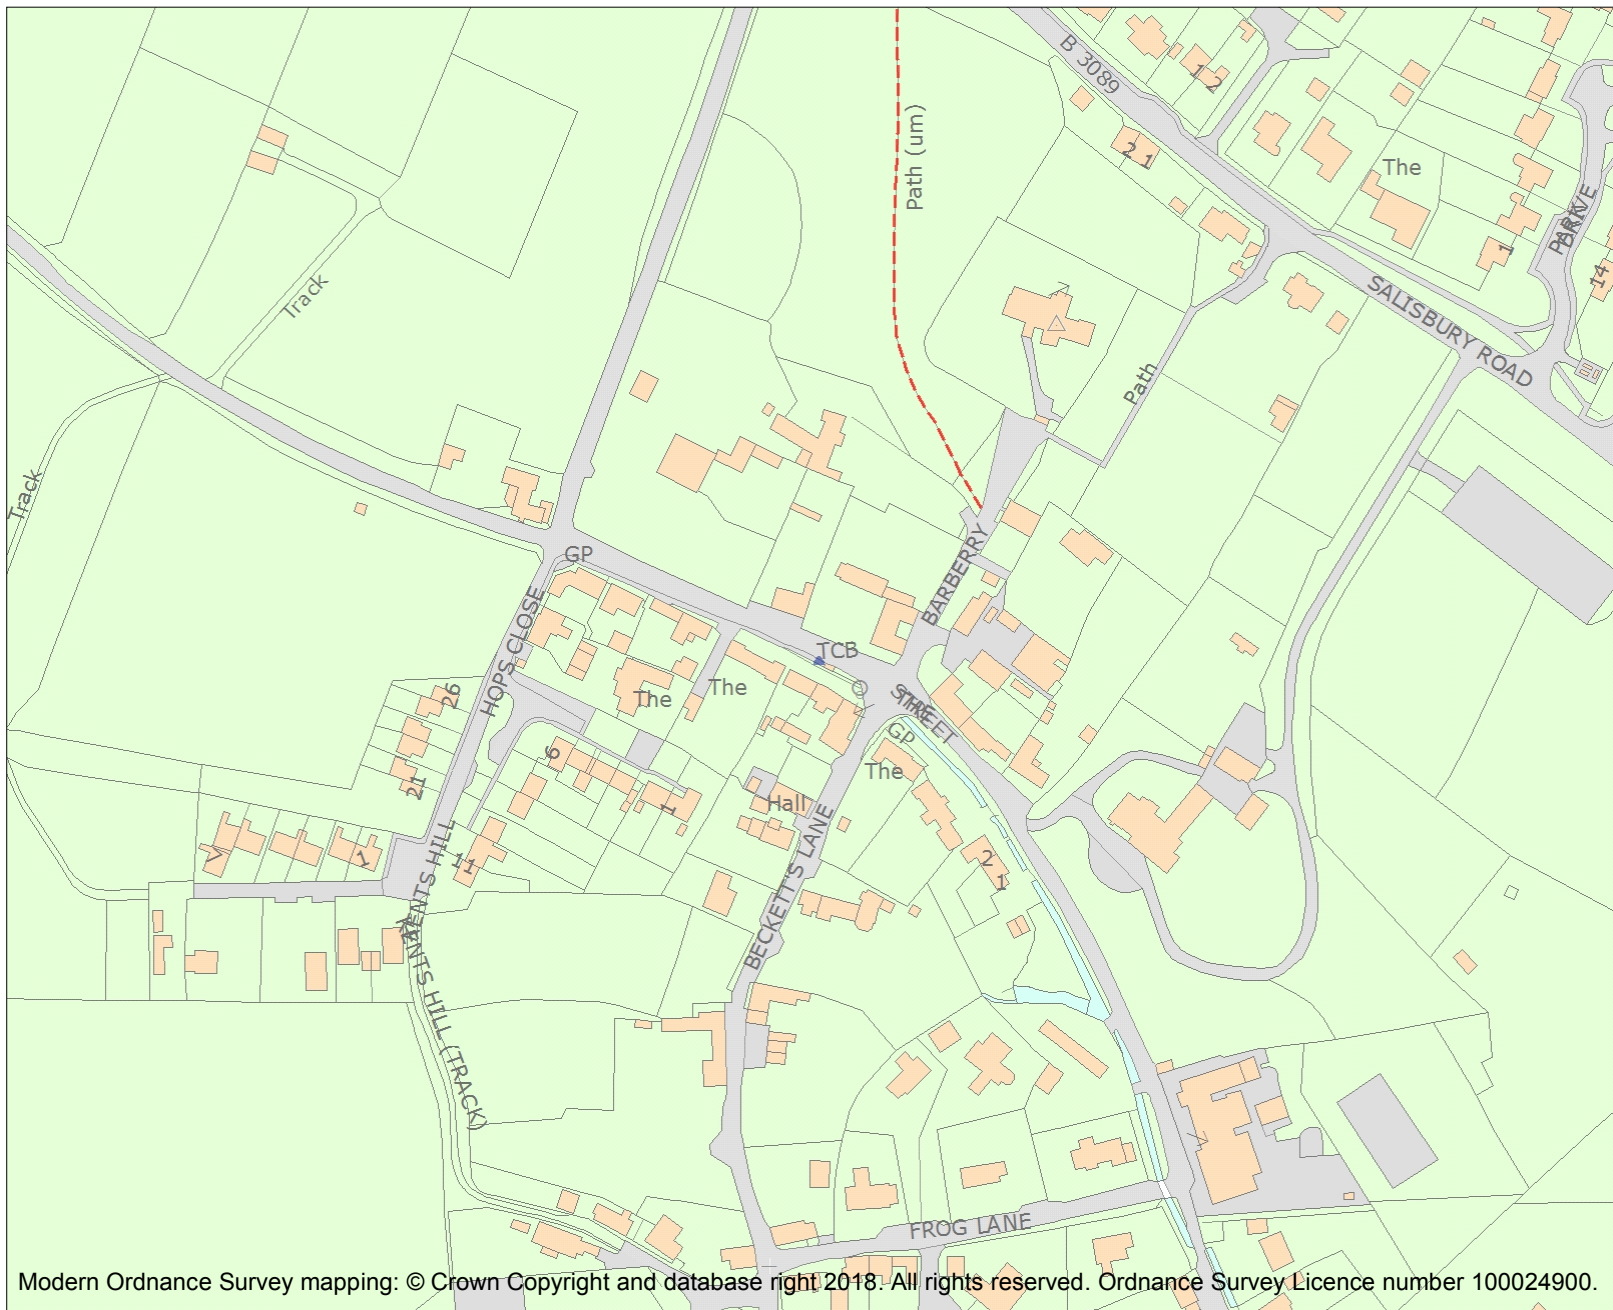 B 3089
1 2
Path (um)
2 1
The
PARK
DRIVE
1
14
Track
SALISBURY ROAD
Path
Track
GP
BARBERRY
HOPS CLOSE
TCB
26
The
The
THE
STREET
GP
6
The
21
1
Hall
7
1
11
2
1
KENTS HILL
BECKETT'S LANE
KENTS HILL (TRACK)
FROG LANE
Modern Ordnance Survey mapping: © Crown Copyright and database right 2018. All rights reserved. Ordnance Survey Licence number 100024900.